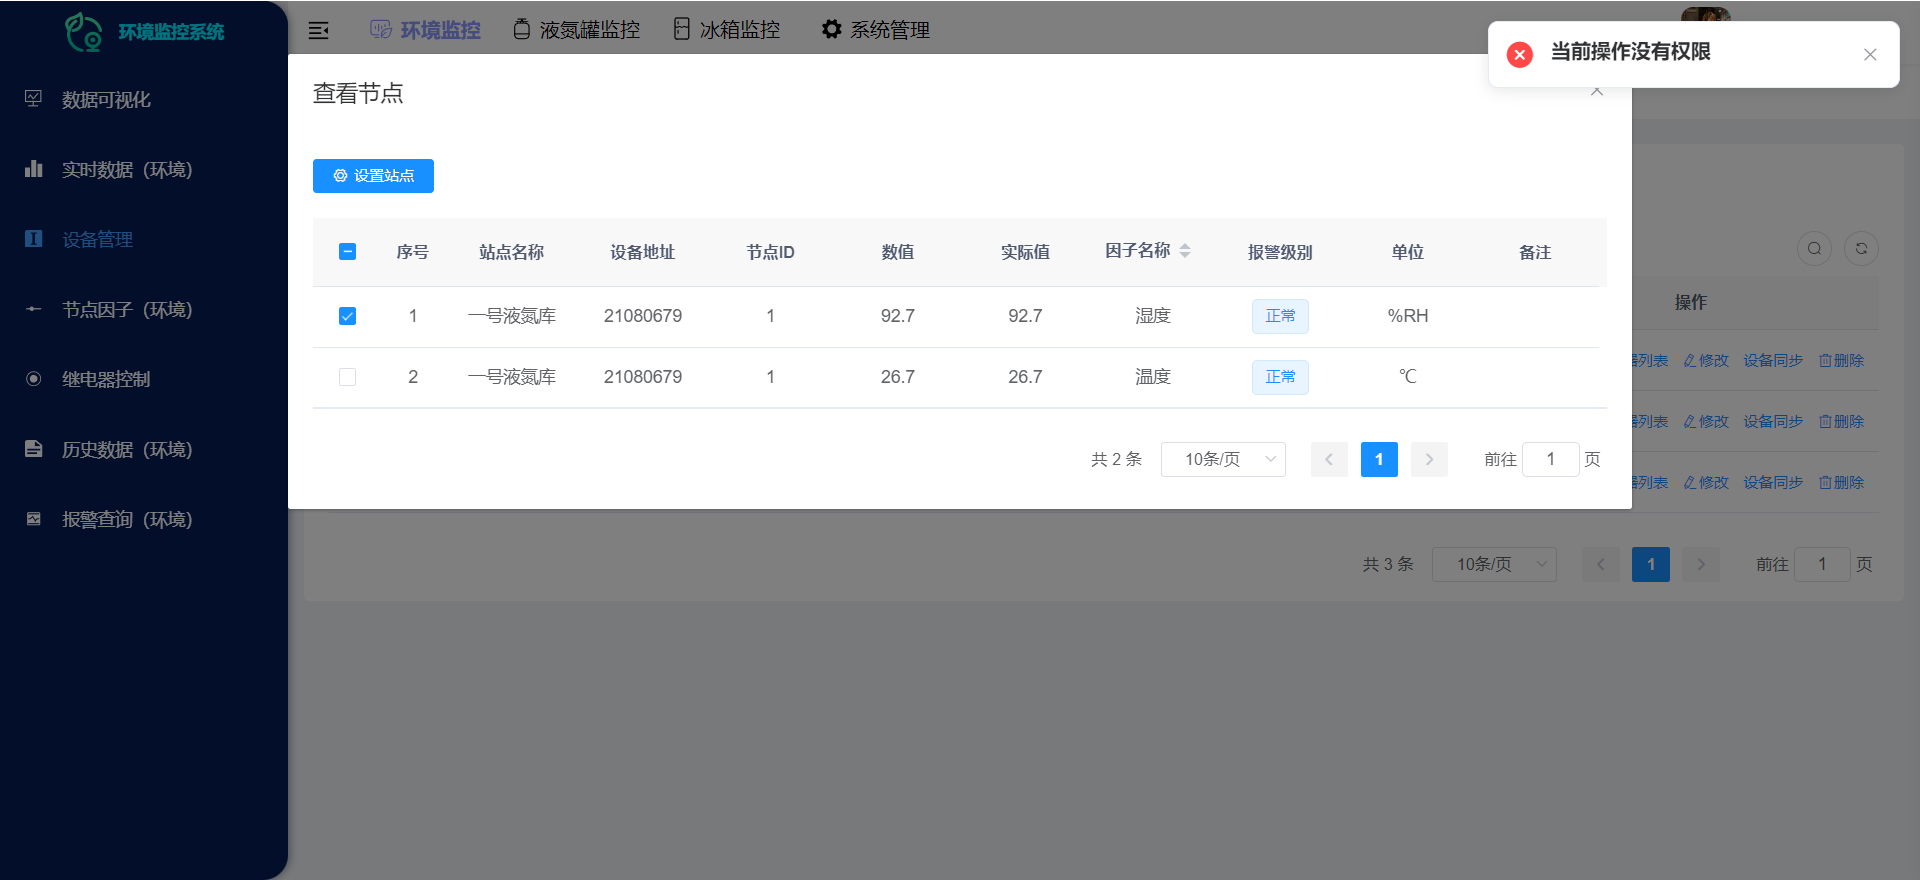 环境监控系统
环境监控
液氮罐监控
冰箱监控
系统管理
当前操作没有权限
数据可视化
实时数据（环境）
设备管理
节点因子（环境）
继电器控制
历史数据（环境）
报警查询（环境）
查看节点
设置站点
序号 站点名称 设备地址 节点ID 数值 实际值 因子名称 报警级别 单位 备注
1 一号液氮库 21080679 1 92.7 92.7 湿度 正常 %RH
2 一号液氮库 21080679 1 26.7 26.7 温度 正常 ℃
共 2 条 10条/页 1 前往 1 页
操作
列表 修改 设备同步 删除
列表 修改 设备同步 删除
列表 修改 设备同步 删除
共 3 条 10条/页 1 前往 1 页